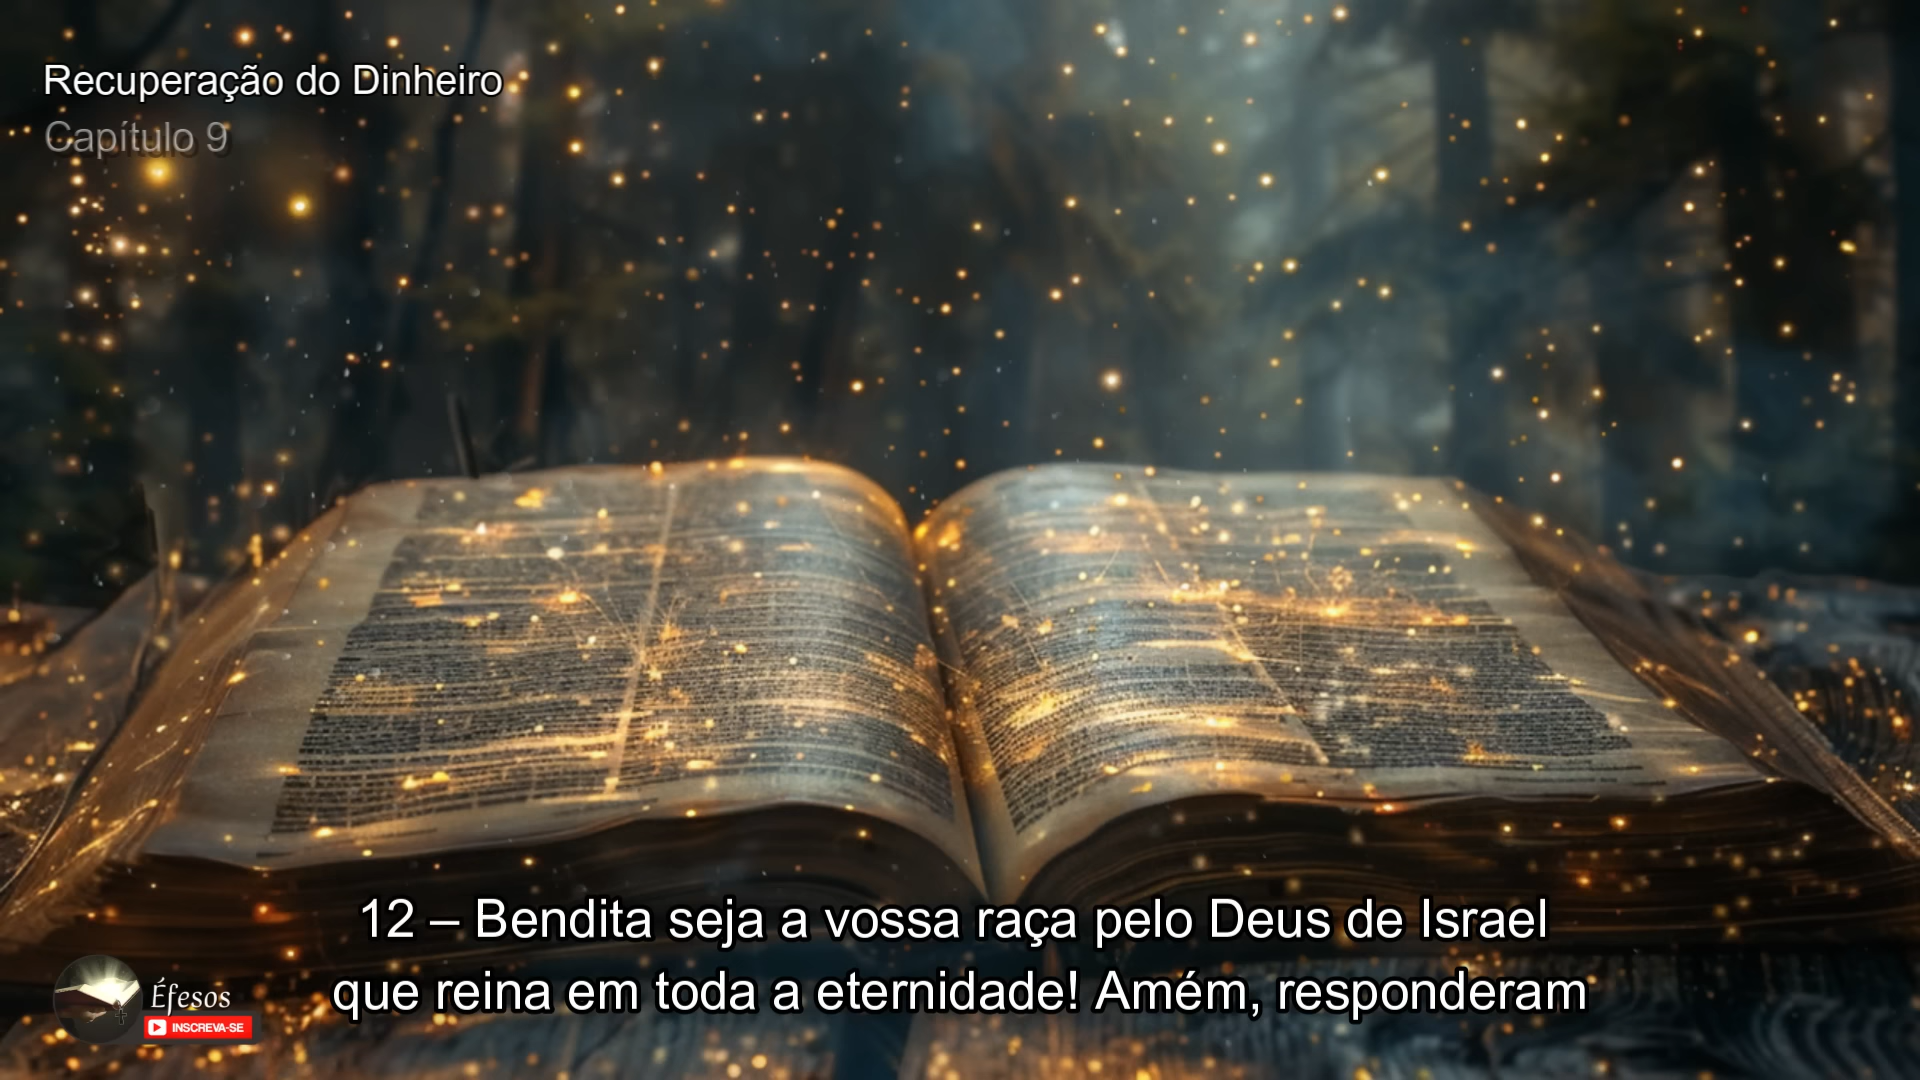 Recuperação do Dinheiro
Capítulo 9
12 – Bendita seja a vossa raça pelo Deus de Israel
que reina em toda a eternidade! Amém, responderam
Éfesos
INSCREVA-SE